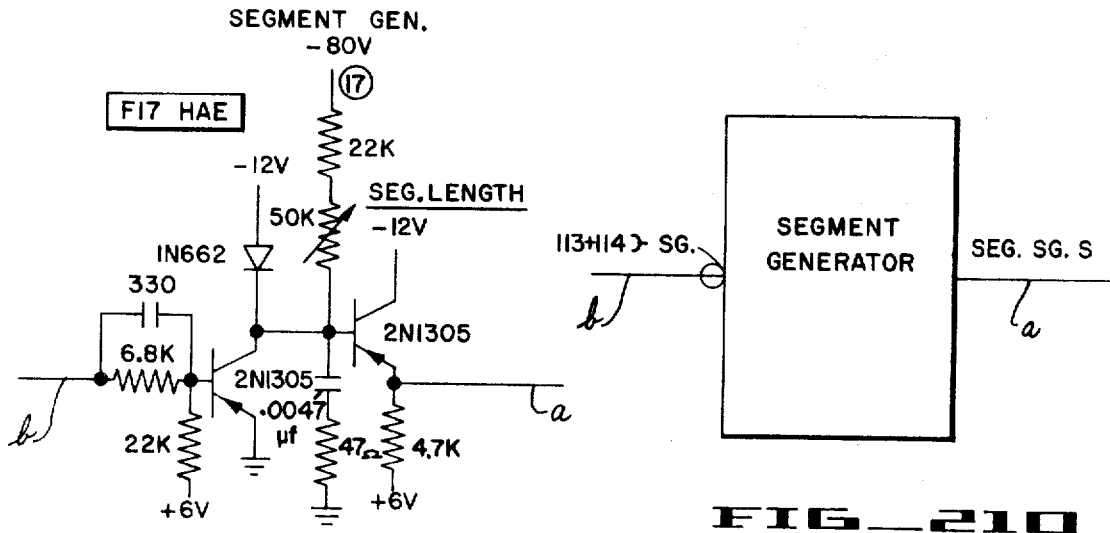 SEGMENT GEN.
-80V
17
F17 HAE
22K
-12V
SEG. LENGTH
50K
-12V
1N662
330
6.8K
2N1305
2N1305
.0047
μf
22K
47Ω
4.7K
+6V
+6V
b
a
113+114 }- SG.
SEGMENT
GENERATOR
SEG. SG. S
b
a
FIG_210